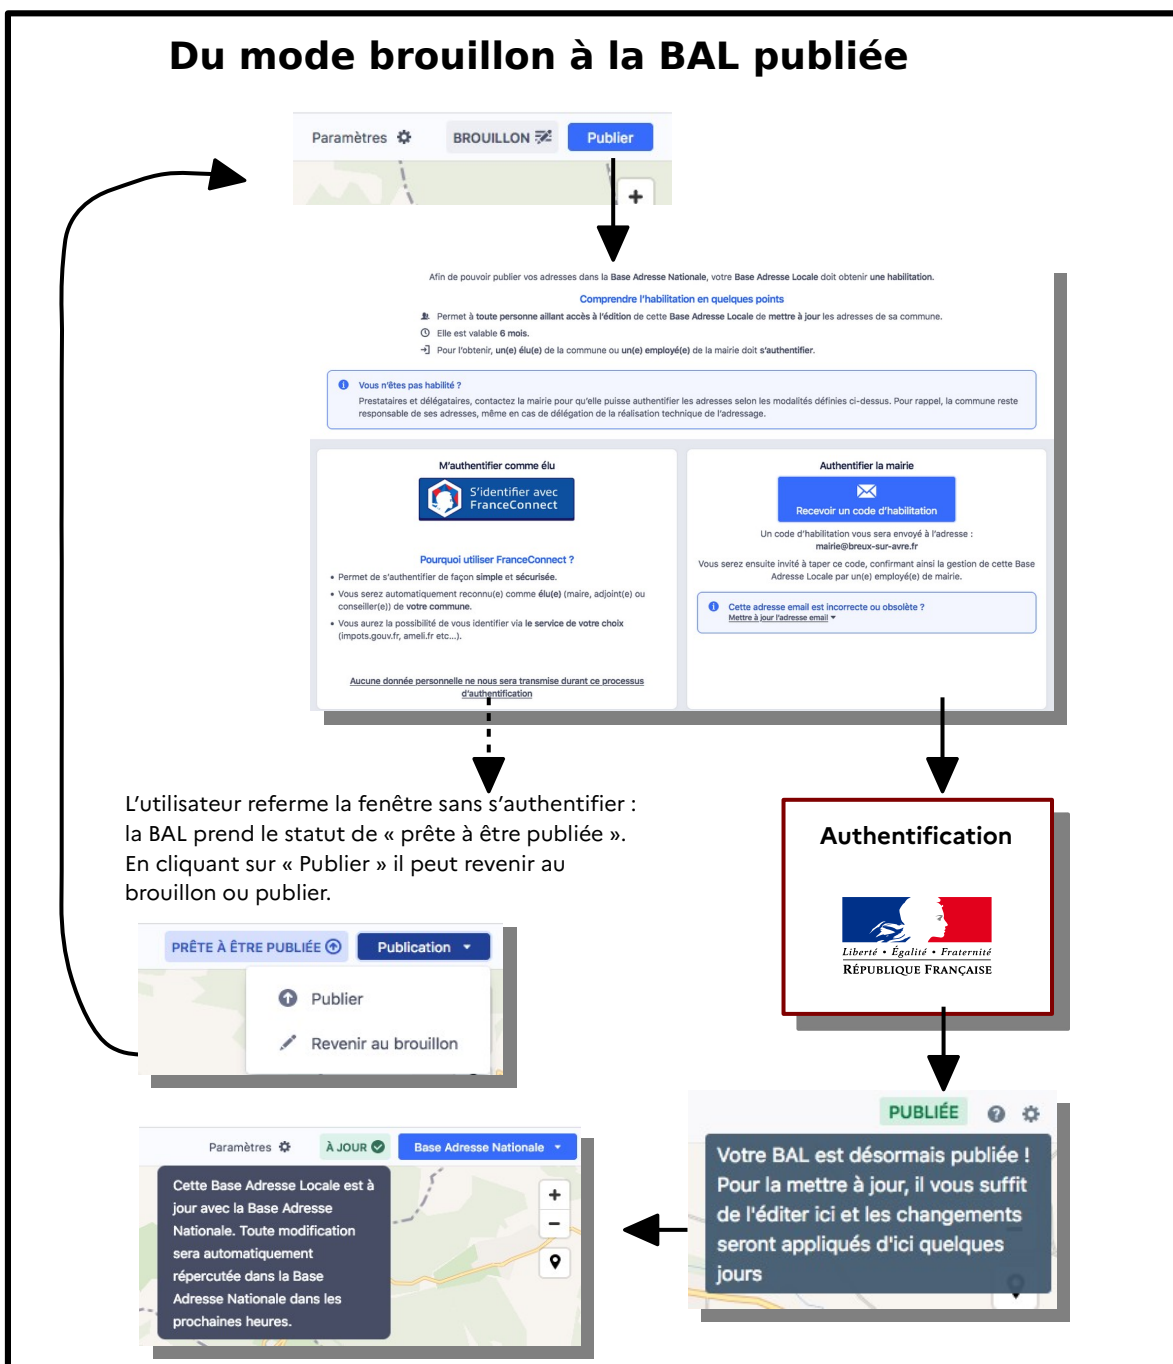 Du mode brouillon à la BAL publiée
Paramètres
BROUILLON
Publier
+
Afin de pouvoir publier vos adresses dans la Base Adresse Nationale, votre Base Adresse Locale doit obtenir une habilitation.
Comprendre l'habilitation en quelques points
Permet à toute personne aillant accès à l'édition de cette Base Adresse Locale de mettre à jour les adresses de sa commune.
Elle est valable 6 mois.
Pour l'obtenir, un(e) élu(e) de la commune ou un(e) employé(e) de la mairie doit s'authentifier.
Vous n'êtes pas habilité ?
Prestataires et délégataires, contactez la mairie pour qu'elle puisse authentifier les adresses selon les modalités définies ci-dessus. Pour rappel, la commune reste
responsable de ses adresses, même en cas de délégation de la réalisation technique de l'adressage.
M'authentifier comme élu
S'identifier avec
FranceConnect
Pourquoi utiliser FranceConnect ?
• Permet de s'authentifier de façon simple et sécurisée.
• Vous serez automatiquement reconnu(e) comme élu(e) (maire, adjoint(e) ou
conseiller(e)) de votre commune.
• Vous aurez la possibilité de vous identifier via le service de votre choix
(impots.gouv.fr, ameli.fr etc...).
Aucune donnée personnelle ne nous sera transmise durant ce processus
d'authentification
Authentifier la mairie
Recevoir un code d'habilitation
Un code d'habilitation vous sera envoyé à l'adresse :
mairie@breux-sur-avre.fr
Vous serez ensuite invité à taper ce code, confirmant ainsi la gestion de cette Base
Adresse Locale par un(e) employé(e) de mairie.
Cette adresse email est incorrecte ou obsolète ?
Mettre à jour l'adresse email
L'utilisateur referme la fenêtre sans s'authentifier :
la BAL prend le statut de « prête à être publiée ».
En cliquant sur « Publier » il peut revenir au
brouillon ou publier.
PRÊTE À ÊTRE PUBLIÉE
Publication
Publier
Revenir au brouillon
Authentification
Liberté • Égalité • Fraternité
RÉPUBLIQUE FRANÇAISE
PUBLIÉE
Votre BAL est désormais publiée !
Pour la mettre à jour, il vous suffit
de l'éditer ici et les changements
seront appliqués d'ici quelques
jours
Paramètres
À JOUR
Base Adresse Nationale
Cette Base Adresse Locale est à
jour avec la Base Adresse
Nationale. Toute modification
sera automatiquement
répercutée dans la Base
Adresse Nationale dans les
prochaines heures.
+
−